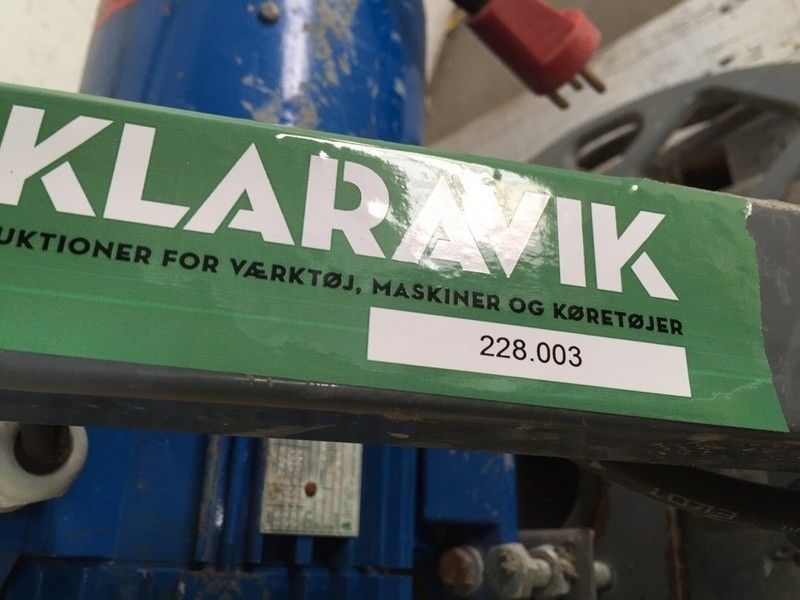 KLARAVIK
UKTIONER FOR VÆRKTØJ, MASKINER OG KØRETØJER
228.003